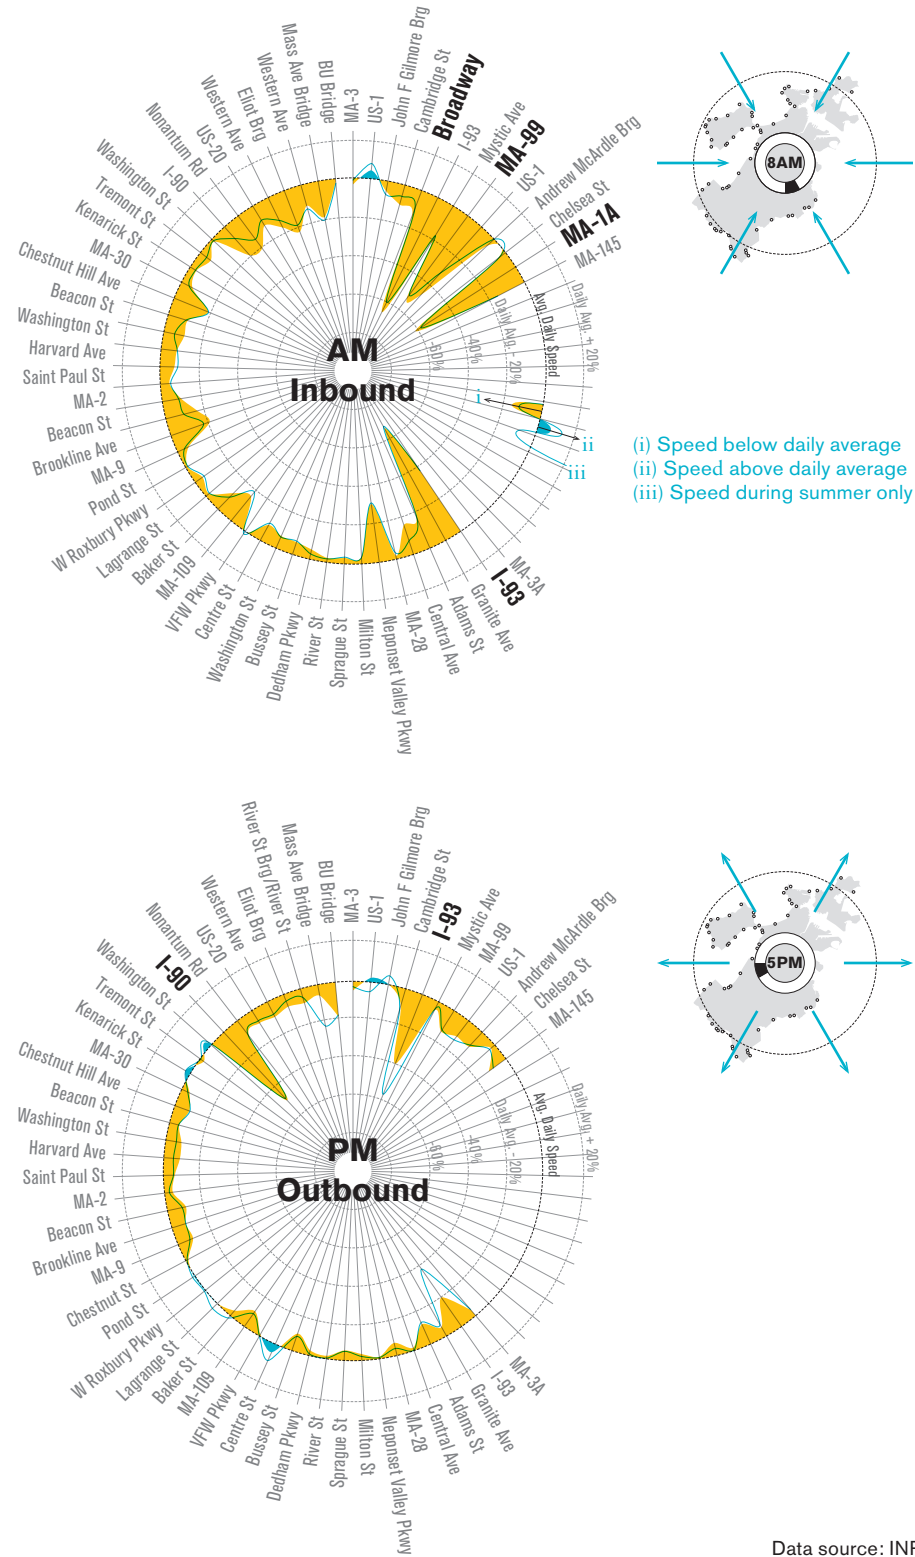 MA-3
US-1
John F Gilmore Brg
Cambridge St
Broadway
I-93
Mystic Ave
MA-99
US-1
Andrew McArdle Brg
Chelsea St
MA-1A
MA-145
MA-3A
I-93
Granite Ave
Adams St
Central Ave
MA-28
Neponset Valley Pkwy
Milton St
Sprague St
River St
Dedham Pkwy
Bussey St
Washington St
Centre St
VFW Pkwy
MA-109
Baker St
Lagrange St
W Roxbury Pkwy
Pond St
MA-9
Brookline Ave
Beacon St
MA-2
Saint Paul St
Harvard Ave
Washington St
Beacon St
Chestnut Hill Ave
MA-30
Kenarick St
Tremont St
Washington St
I-90
Nonantum Rd
US-20
Western Ave
Eliot Brg
Western Ave
Mass Ave Bridge
BU Bridge
AM
Inbound
-60%
-40%
Daily Avg. - 20%
Avg. Daily Speed
Daily Avg. + 20%
i
ii
iii
8AM
(i) Speed below daily average
(ii) Speed above daily average
(iii) Speed during summer only
MA-3
US-1
John F Gilmore Brg
Cambridge St
I-93
Mystic Ave
MA-99
US-1
Andrew McArdle Brg
Chelsea St
MA-145
MA-3A
I-93
Granite Ave
Adams St
Central Ave
MA-28
Neponset Valley Pkwy
Milton St
Sprague St
River St
Dedham Pkwy
Bussey St
Centre St
VFW Pkwy
MA-109
Baker St
Lagrange St
W Roxbury Pkwy
Pond St
Chestnut St
MA-9
Brookline Ave
Beacon St
MA-2
Saint Paul St
Harvard Ave
Washington St
Beacon St
Chestnut Hill Ave
MA-30
Kenarick St
Tremont St
Washington St
I-90
Nonantum Rd
US-20
Western Ave
Eliot Brg
River St Brg/River St
Mass Ave Bridge
BU Bridge
PM
Outbound
-60%
-40%
Daily Avg. - 20%
Avg. Daily Speed
Daily Avg. + 20%
5PM
Data source: INR